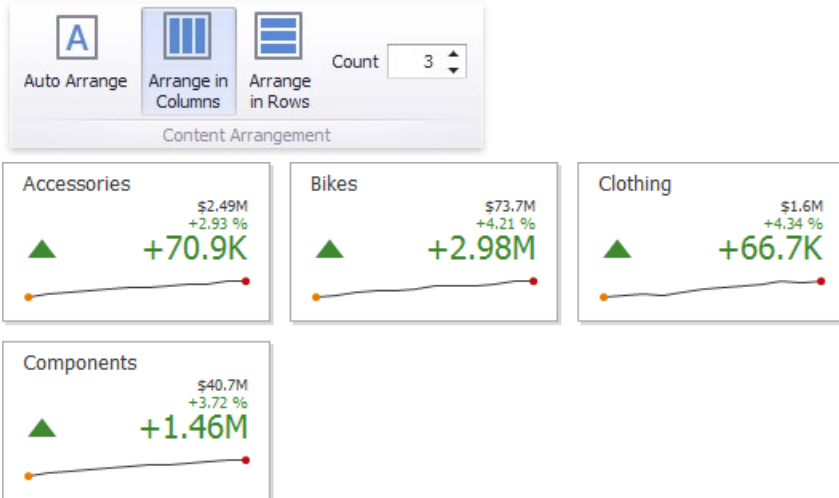 A
Auto Arrange
Arrange in
Columns
Arrange
in Rows
Count 3
Content Arrangement
Accessories
$2.49M
+2.93 %
+70.9K
Bikes
$73.7M
+4.21 %
+2.98M
Clothing
$1.6M
+4.34 %
+66.7K
Components
$40.7M
+3.72 %
+1.46M